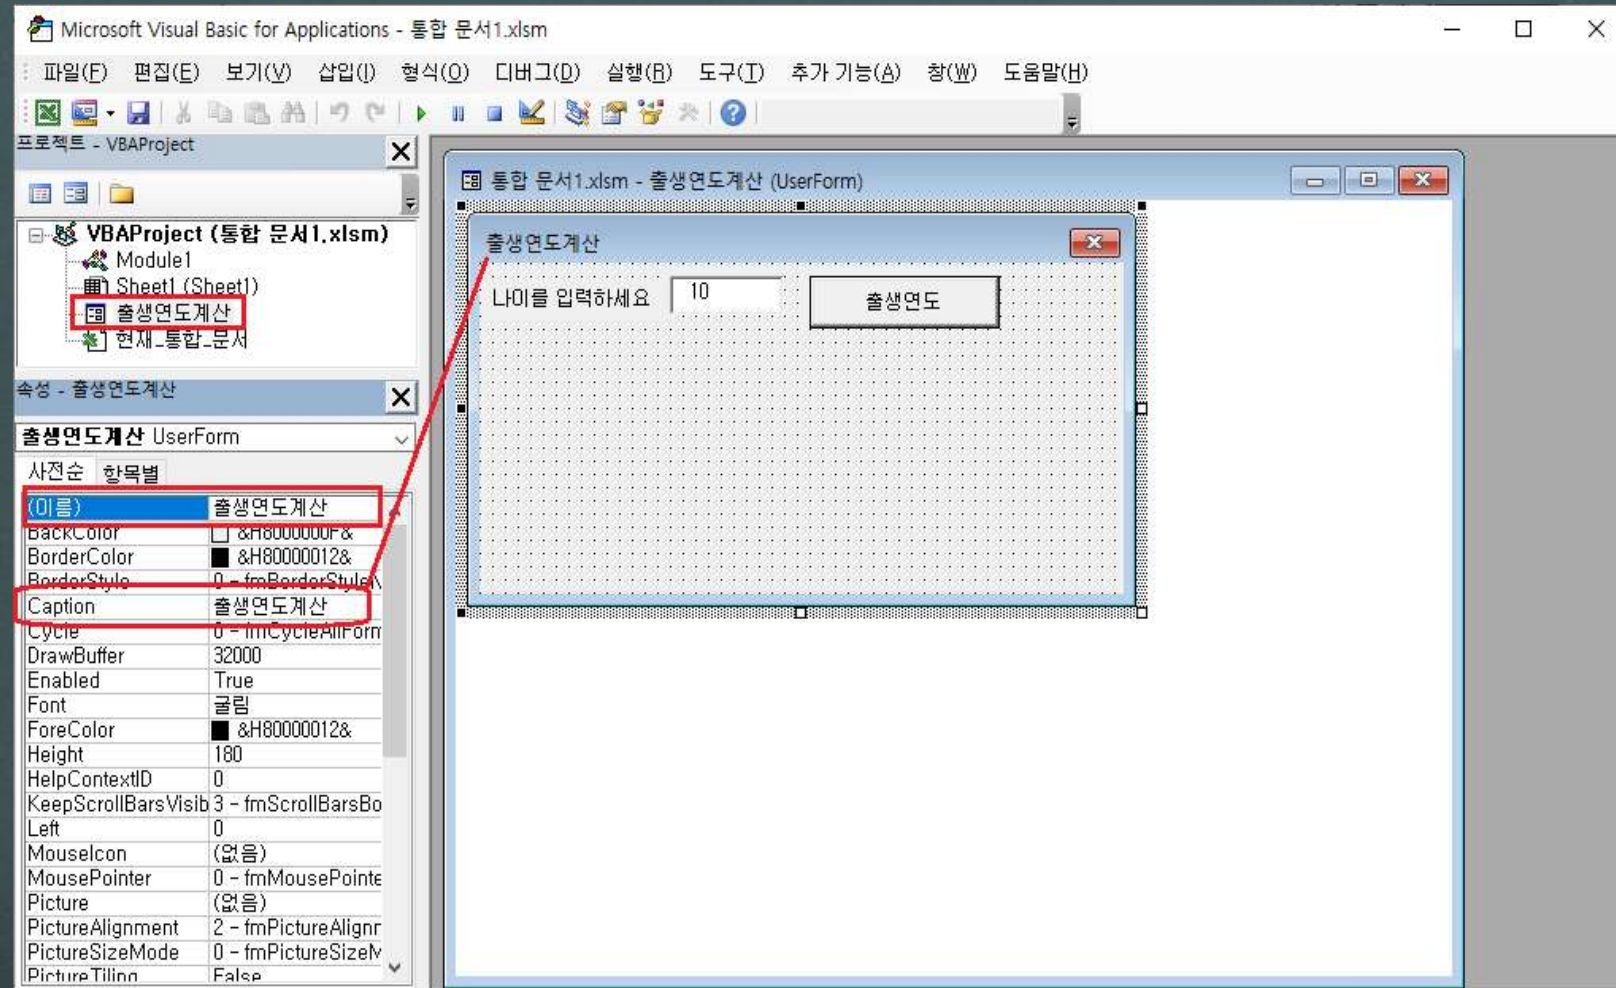 Microsoft Visual Basic for Applications - 통합 문서1.xlsm
파일(F) 편집(E) 보기(V) 삽입(I) 형식(O) 디버그(D) 실행(R) 도구(T) 추가 기능(A) 창(W) 도움말(H)
프로젝트 - VBAProject
VBAProject (통합 문서1.xlsm)
Module1
Sheet1 (Sheet1)
출생연도계산
현재_통합_문서
속성 - 출생연도계산
출생연도계산 UserForm
사전순 항목별
(이름) 출생연도계산
BackColor &H8000000F&
BorderColor &H80000012&
BorderStyle 0 - fmBorderStyleN
Caption 출생연도계산
Cycle 0 - fmCycleAllForm
DrawBuffer 32000
Enabled True
Font 굴림
ForeColor &H80000012&
Height 180
HelpContextID 0
KeepScrollBarsVisib 3 - fmScrollBarsBo
Left 0
MouseIcon (없음)
MousePointer 0 - fmMousePointe
Picture (없음)
PictureAlignment 2 - fmPictureAlignr
PictureSizeMode 0 - fmPictureSizeM
PictureTiling False
통합 문서1.xlsm - 출생연도계산 (UserForm)
출생연도계산
나이를 입력하세요 10 출생연도